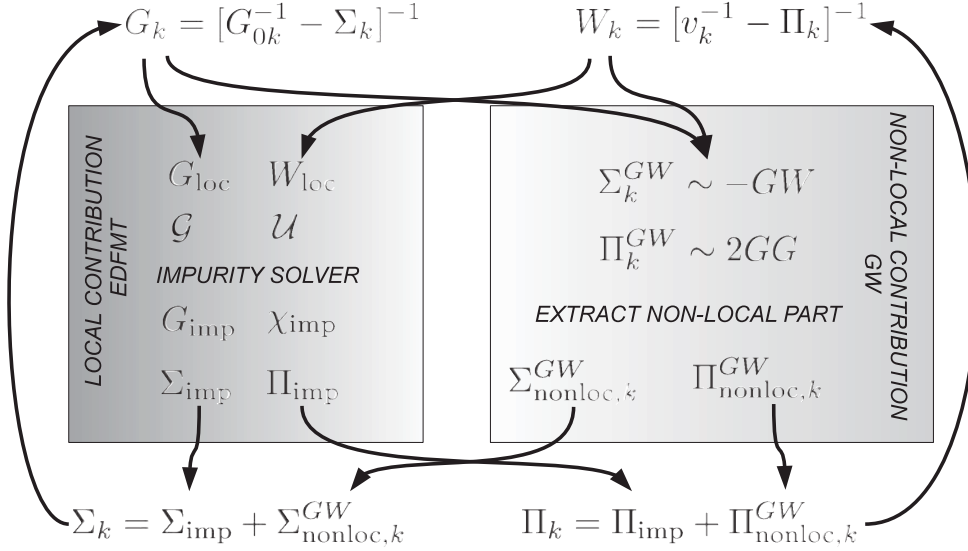 G_k = [G_{0k}^{-1} − Σ_k]^{-1}
W_k = [v_k^{-1} − Π_k]^{-1}
LOCAL CONTRIBUTION
EDFMT
G_loc W_loc
𝒢 𝒰
IMPURITY SOLVER
G_imp χ_imp
Σ_imp Π_imp
Σ_k^{GW} ∼ −GW
Π_k^{GW} ∼ 2GG
EXTRACT NON-LOCAL PART
Σ_{nonloc,k}^{GW} Π_{nonloc,k}^{GW}
NON-LOCAL CONTRIBUTION
GW
Σ_k = Σ_imp + Σ_{nonloc,k}^{GW}
Π_k = Π_imp + Π_{nonloc,k}^{GW}